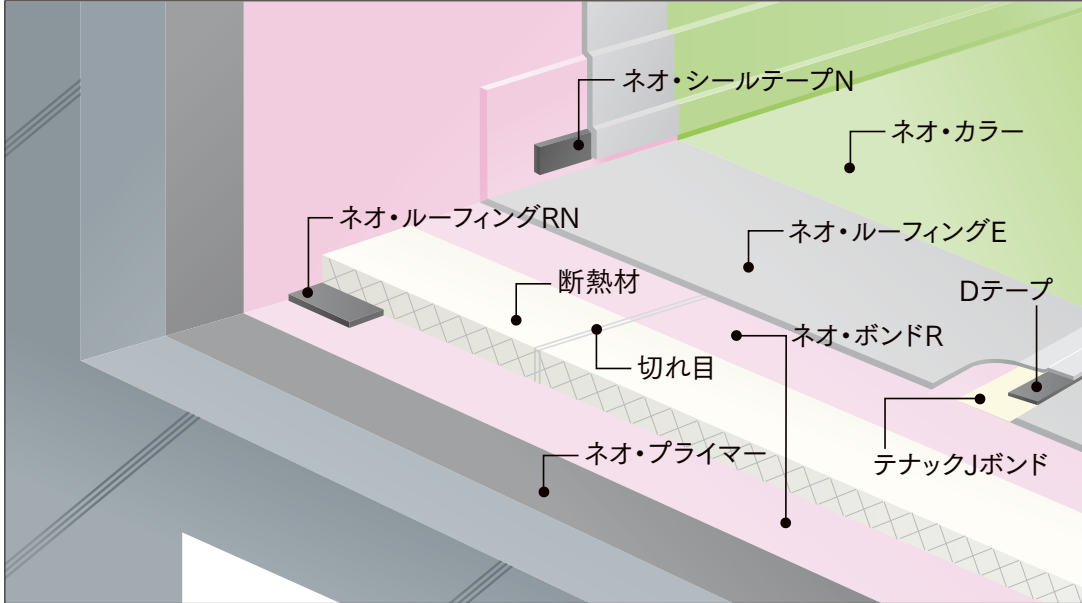 ネオ・シールテープN
ネオ・カラー
ネオ・ルーフィングRN
ネオ・ルーフィングE
断熱材
Dテープ
ネオ・ボンドR
切れ目
ネオ・プライマー
テナックJボンド